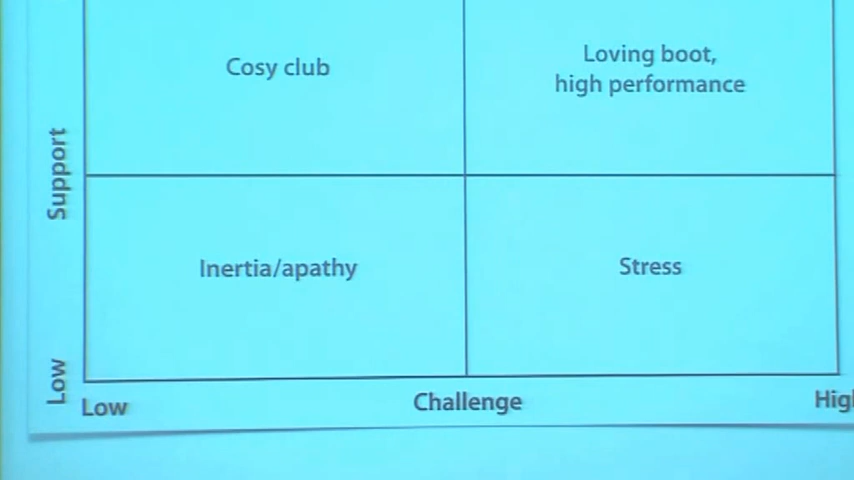 Cosy club
Loving boot,
high performance
Support
Inertia/apathy
Stress
Low
Low
Challenge